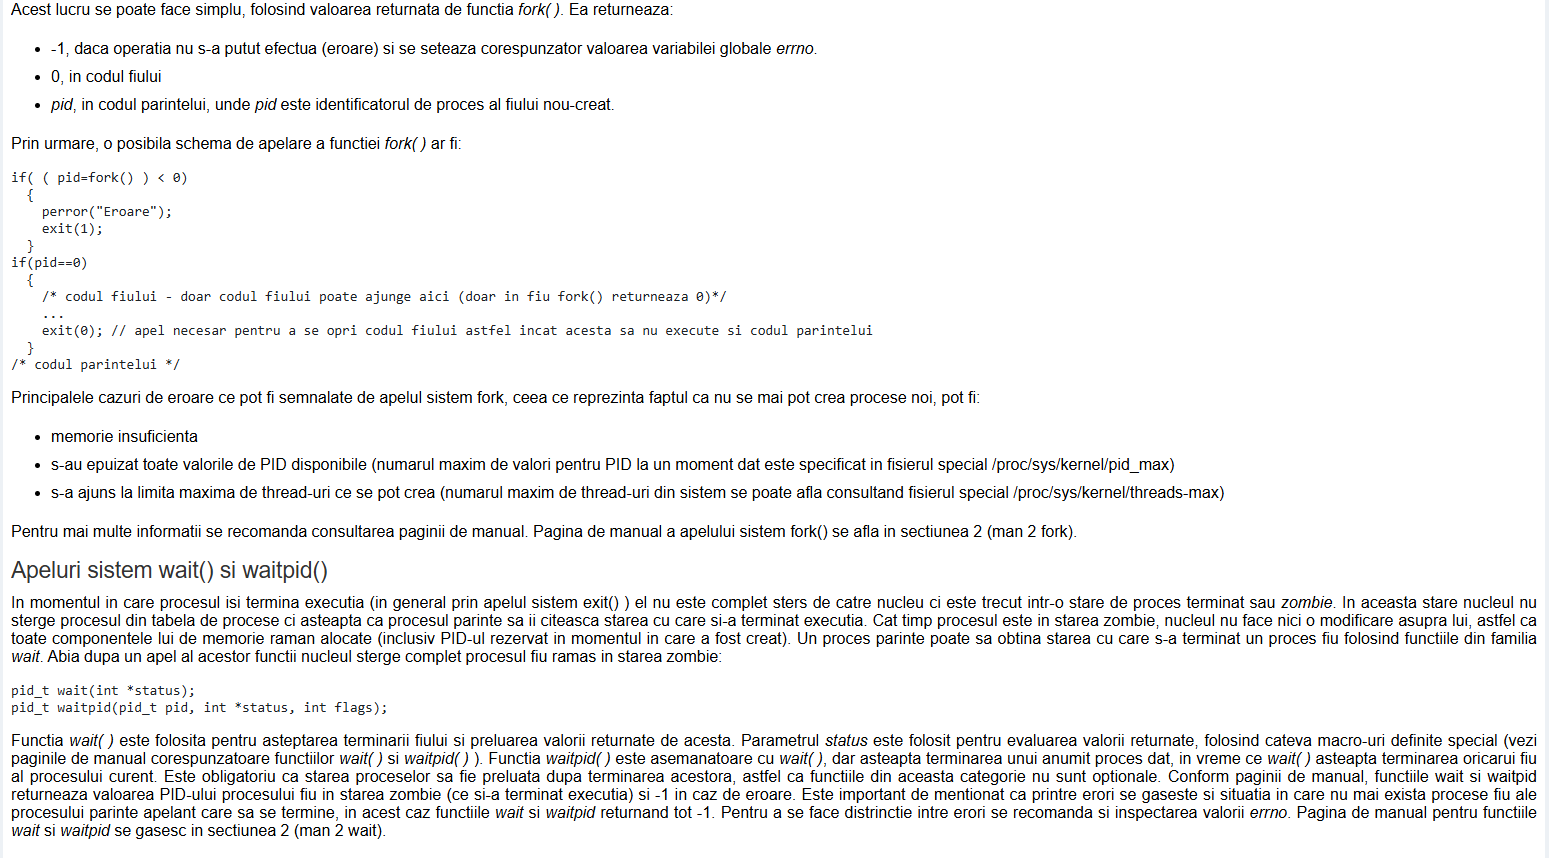 Acest lucru se poate face simplu, folosind valoarea returnata de functia fork( ). Ea returneaza:
• -1, daca operatia nu s-a putut efectua (eroare) si se seteaza corespunzator valoarea variabilei globale errno.
• 0, in codul fiului
• pid, in codul parintelui, unde pid este identificatorul de proces al fiului nou-creat.
Prin urmare, o posibila schema de apelare a functiei fork( ) ar fi:
if( ( pid=fork() ) < 0)
  {
    perror("Eroare");
    exit(1);
  }
if(pid==0)
  {
    /* codul fiului - doar codul fiului poate ajunge aici (doar in fiu fork() returneaza 0)*/
    ...
    exit(0); // apel necesar pentru a se opri codul fiului astfel incat acesta sa nu execute si codul parintelui
  }
/* codul parintelui */
Principalele cazuri de eroare ce pot fi semnalate de apelul sistem fork, ceea ce reprezinta faptul ca nu se mai pot crea procese noi, pot fi:
• memorie insuficienta
• s-au epuizat toate valorile de PID disponibile (numarul maxim de valori pentru PID la un moment dat este specificat in fisierul special /proc/sys/kernel/pid_max)
• s-a ajuns la limita maxima de thread-uri ce se pot crea (numarul maxim de thread-uri din sistem se poate afla consultand fisierul special /proc/sys/kernel/threads-max)
Pentru mai multe informatii se recomanda consultarea paginii de manual. Pagina de manual a apelului sistem fork() se afla in sectiunea 2 (man 2 fork).
Apeluri sistem wait() si waitpid()
In momentul in care procesul isi termina executia (in general prin apelul sistem exit() ) el nu este complet sters de catre nucleu ci este trecut intr-o stare de proces terminat sau zombie. In aceasta stare nucleul nu
sterge procesul din tabela de procese ci asteapta ca procesul parinte sa ii citeasca starea cu care si-a terminat executia. Cat timp procesul este in starea zombie, nucleul nu face nici o modificare asupra lui, astfel ca
toate componentele lui de memorie raman alocate (inclusiv PID-ul rezervat in momentul in care a fost creat). Un proces parinte poate sa obtina starea cu care s-a terminat un proces fiu folosind functiile din familia
wait. Abia dupa un apel al acestor functii nucleul sterge complet procesul fiu ramas in starea zombie:
pid_t wait(int *status);
pid_t waitpid(pid_t pid, int *status, int flags);
Functia wait( ) este folosita pentru asteptarea terminarii fiului si preluarea valorii returnate de acesta. Parametrul status este folosit pentru evaluarea valorii returnate, folosind cateva macro-uri definite special (vezi
paginile de manual corespunzatoare functiilor wait( ) si waitpid( ) ). Functia waitpid( ) este asemanatoare cu wait( ), dar asteapta terminarea unui anumit proces dat, in vreme ce wait( ) asteapta terminarea oricarui fiu
al procesului curent. Este obligatoriu ca starea proceselor sa fie preluata dupa terminarea acestora, astfel ca functiile din aceasta categorie nu sunt optionale. Conform paginii de manual, functiile wait si waitpid
returneaza valoarea PID-ului procesului fiu in starea zombie (ce si-a terminat executia) si -1 in caz de eroare. Este important de mentionat ca printre erori se gaseste si situatia in care nu mai exista procese fiu ale
procesului parinte apelant care sa se termine, in acest caz functiile wait si waitpid returnand tot -1. Pentru a se face distrinctie intre erori se recomanda si inspectarea valorii errno. Pagina de manual pentru functiile
wait si waitpid se gasesc in sectiunea 2 (man 2 wait).